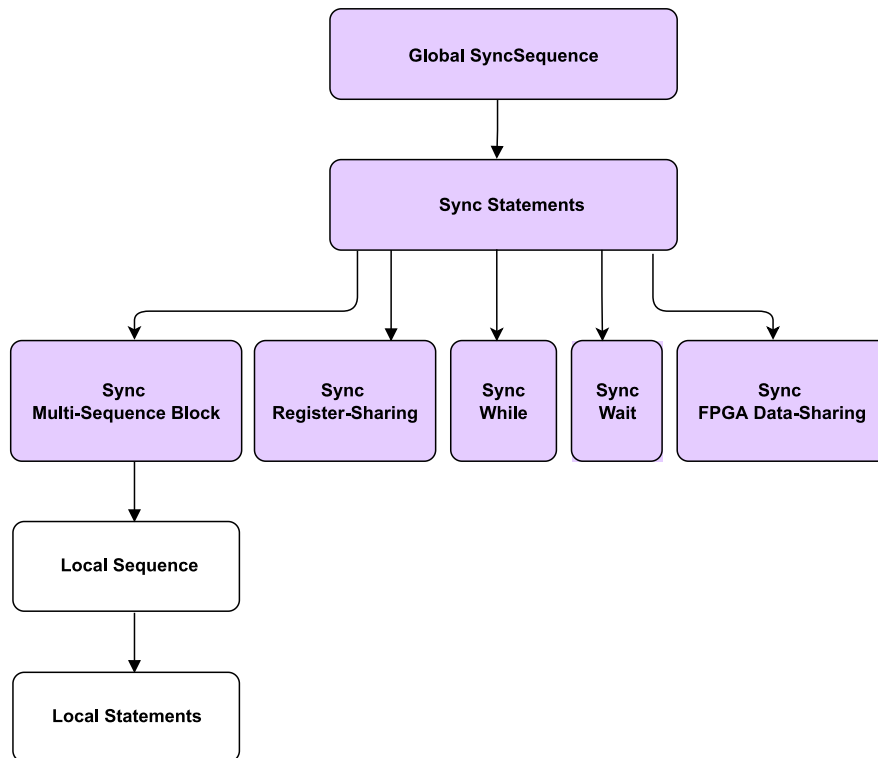 Global SyncSequence
Sync Statements
Sync
Multi-Sequence Block
Sync
Register-Sharing
Sync
While
Sync
Wait
Sync
FPGA Data-Sharing
Local Sequence
Local Statements